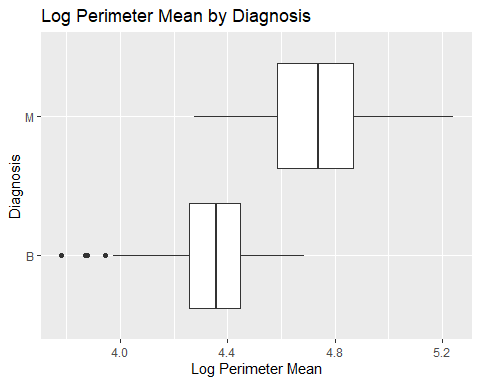 Log Perimeter Mean by Diagnosis
Diagnosis
M
B
4.0 4.4 4.8 5.2
Log Perimeter Mean